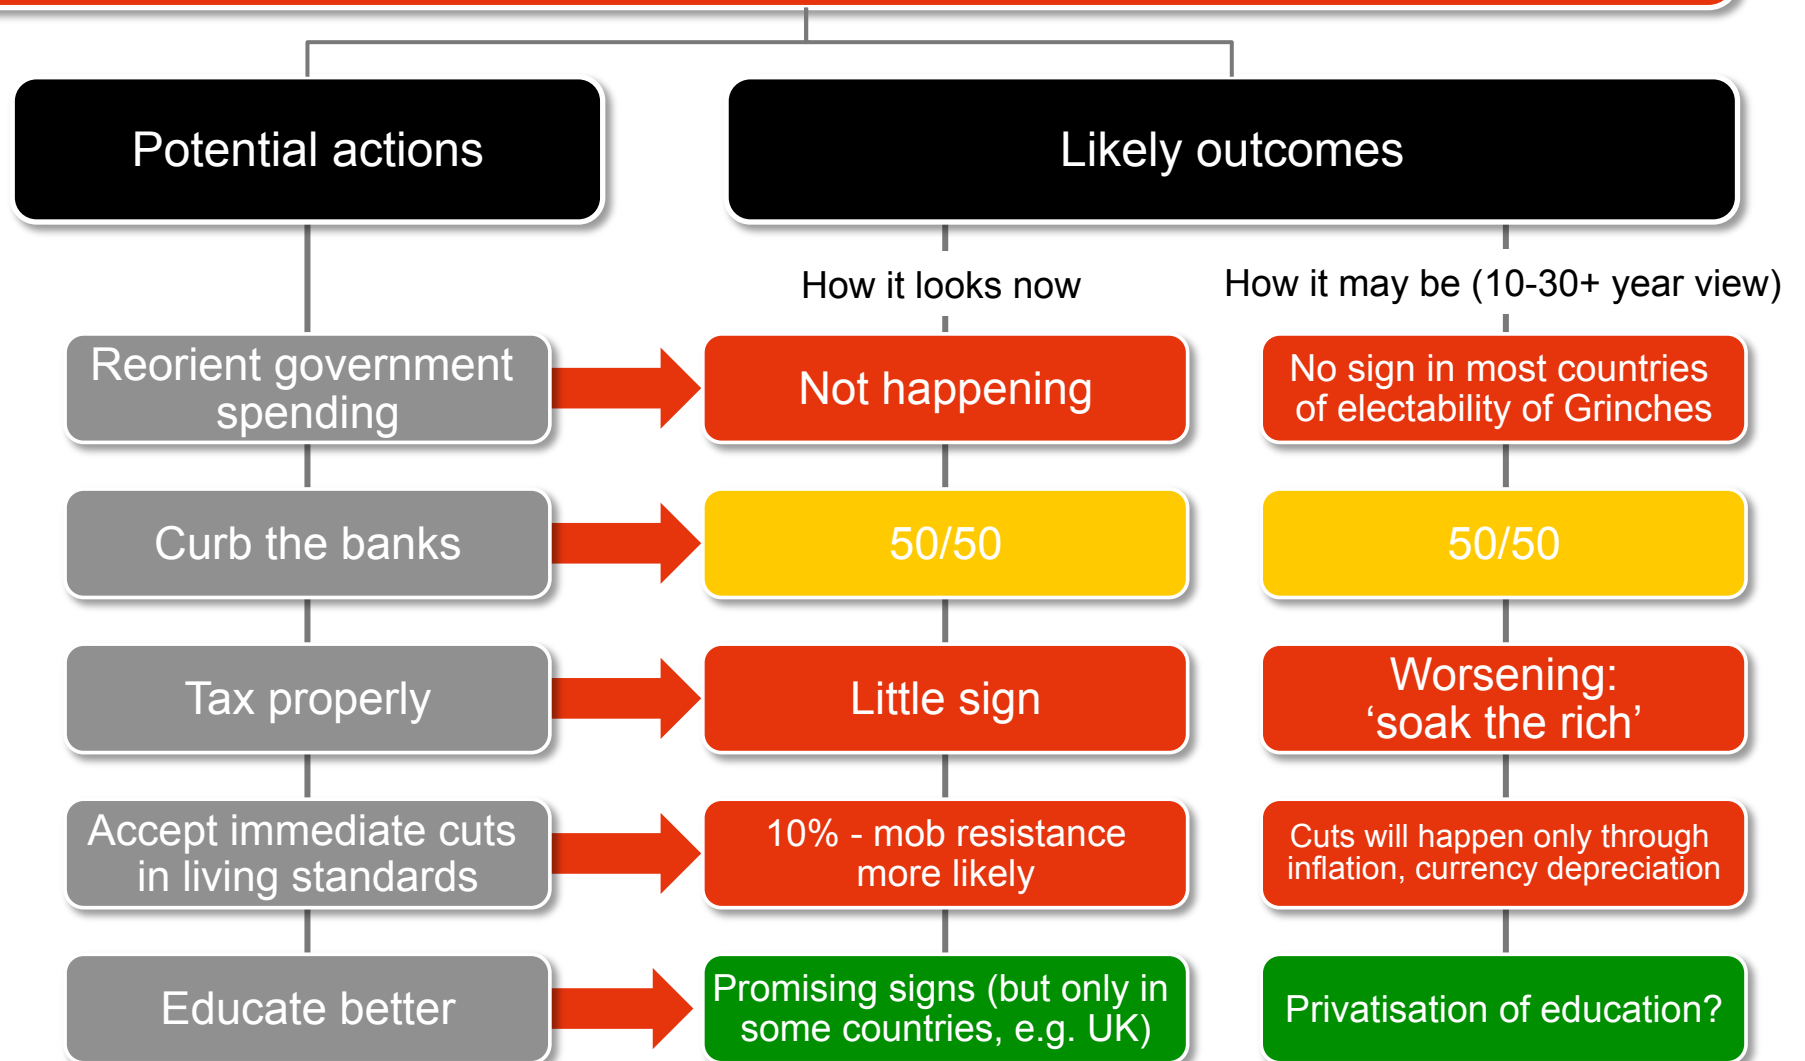 Potential actions
Likely outcomes
How it looks now
How it may be (10-30+ year view)
Reorient government
spending
Not happening
No sign in most countries
of electability of Grinches
Curb the banks
50/50
50/50
Tax properly
Little sign
Worsening:
‘soak the rich’
Accept immediate cuts
in living standards
10% - mob resistance
more likely
Cuts will happen only through
inflation, currency depreciation
Educate better
Promising signs (but only in
some countries, e.g. UK)
Privatisation of education?